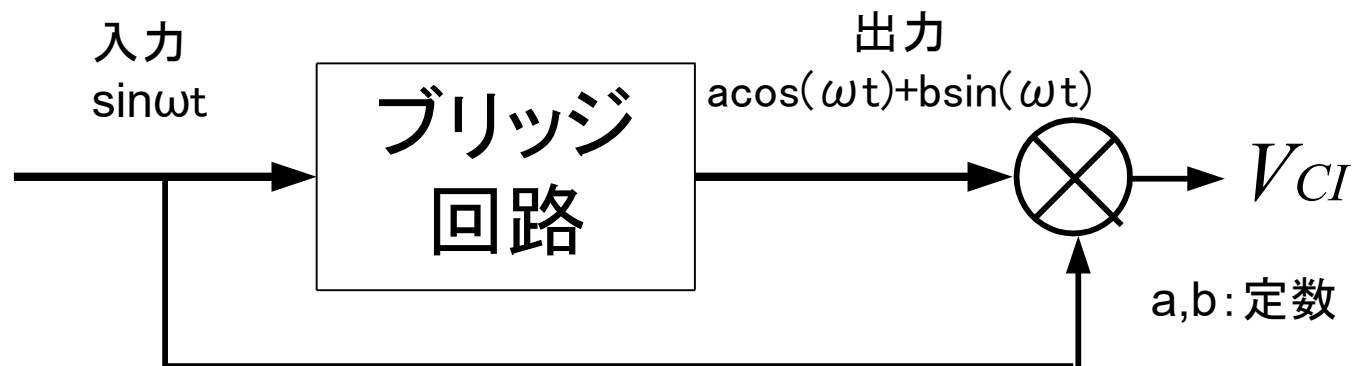 入力
sinωt
ブリッジ
回路
出力
acos(ωt)+bsin(ωt)
VCI
a,b:定数